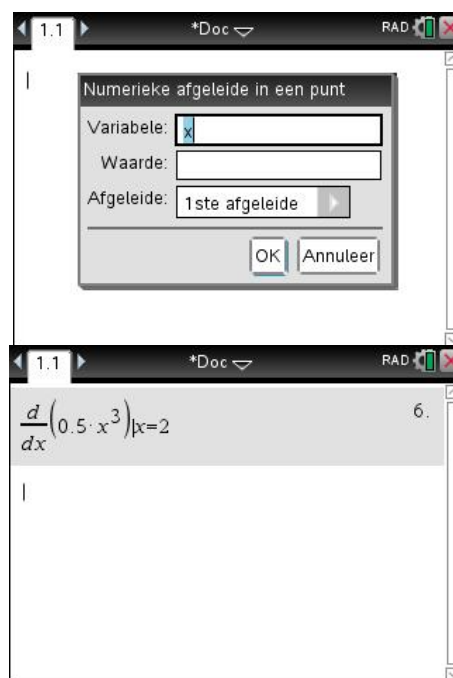 1.1 *Doc RAD
Numerieke afgeleide in een punt
Variabele: x
Waarde:
Afgeleide: 1ste afgeleide
OK Annuleer
1.1 *Doc RAD
d/dx(0.5·x^3)|x=2 6.